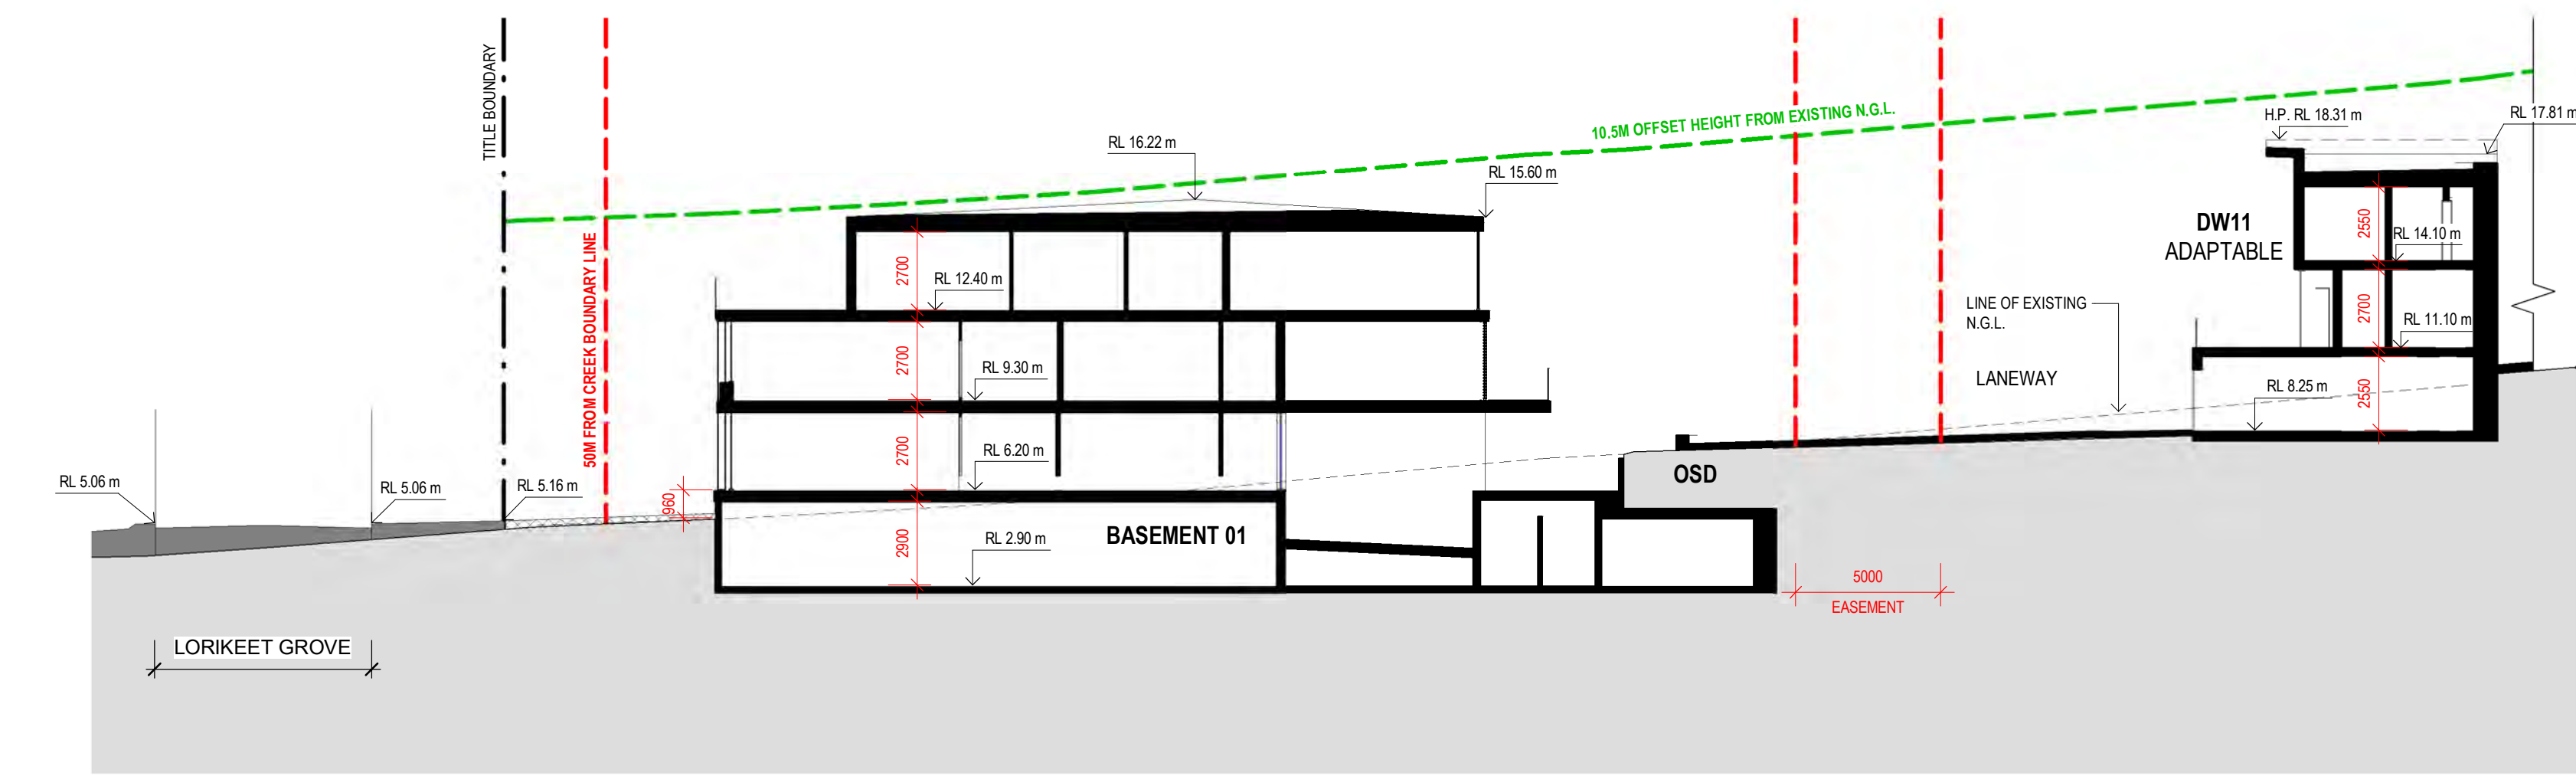 TITLE BOUNDARY
50M FROM CREEK BOUNDARY LINE
10.5M OFFSET HEIGHT FROM EXISTING N.G.L.
H.P. RL 18.31 m
RL 17.81 m
RL 16.22 m
RL 15.60 m
DW11
ADAPTABLE
2550
RL 14.10 m
2700
RL 12.40 m
LINE OF EXISTING
N.G.L.
2700
RL 11.10 m
LANEWAY
2700
RL 9.30 m
2550
RL 8.25 m
2700
RL 6.20 m
OSD
RL 5.06 m
RL 5.06 m
RL 5.16 m
960
2900
RL 2.90 m
BASEMENT 01
5000
EASEMENT
LORIKEET GROVE